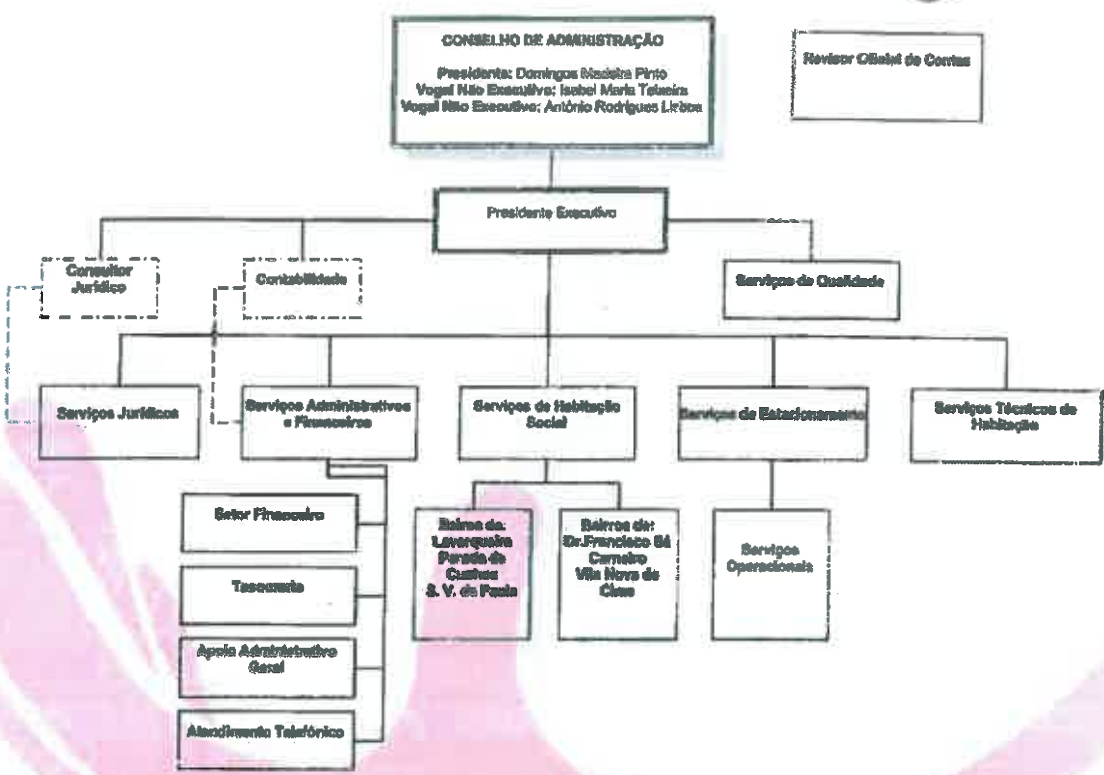 CONSELHO DE ADMINISTRAÇÃO
Presidente: Domingos Madeira Pinto
Vogal Não Executivo: Isabel Maria Teixeira
Vogal Não Executivo: António Rodrigues Lisboa
Revisor Oficial de Contas
Presidente Executivo
Consultor
Jurídico
Contabilidade
Serviços de Qualidade
Serviços Jurídicos
Serviços Administrativos
e Financeiros
Serviços de Habitação
Social
Serviços de Estacionamento
Serviços Técnicos de
Habitação
Setor Financeiro
Tesouraria
Apoio Administrativo
Geral
Atendimento Telefónico
Bairros de:
Parada de
Cunhos
S. V. de Paula
Bairros de:
Dr.Francisco Sá
Carneiro
Vila Nova de
Serviços
Operacionais